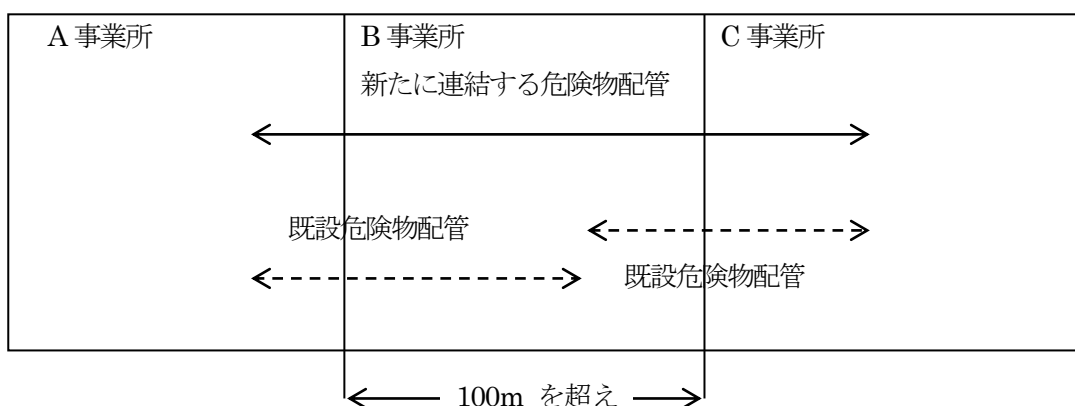 A 事業所
B 事業所
C 事業所
新たに連結する危険物配管
既設危険物配管
既設危険物配管
100m を超え